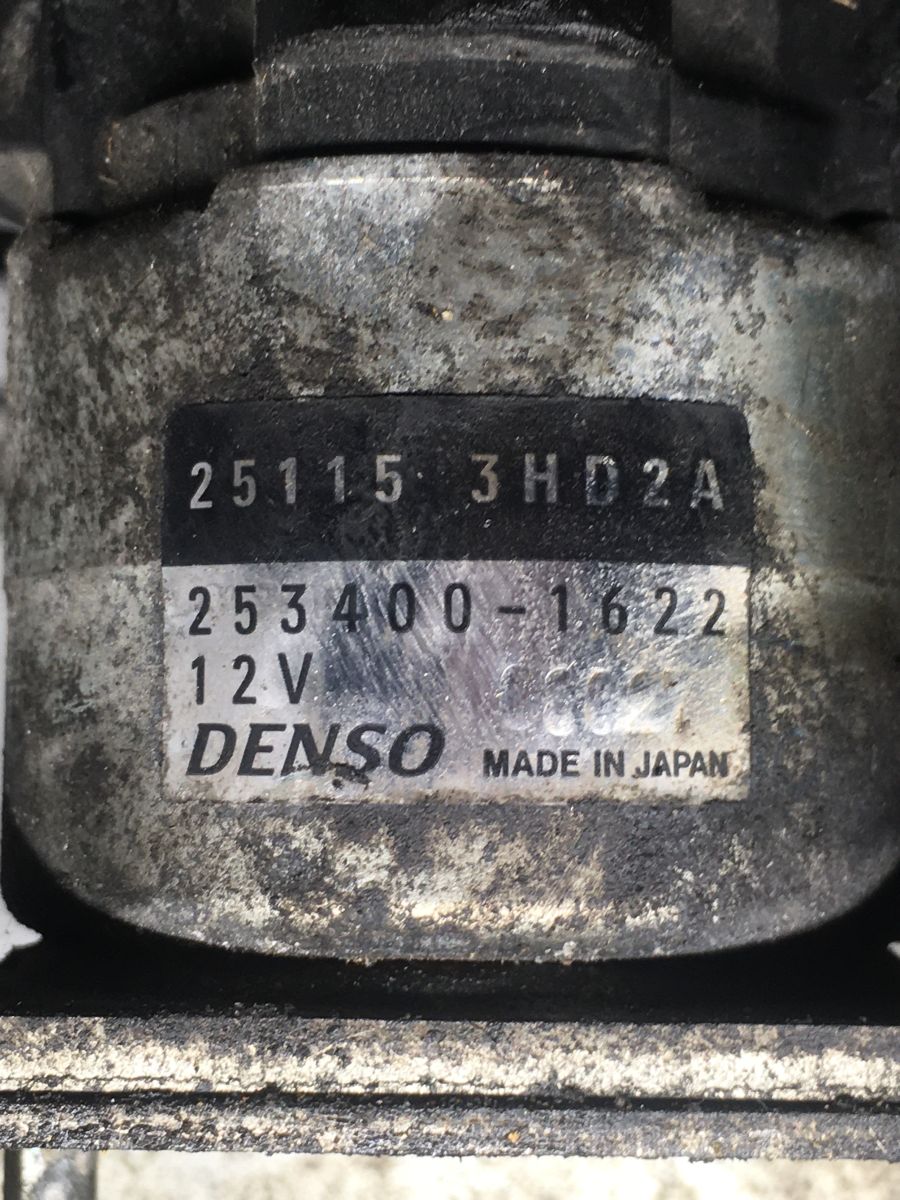 25115 3HD2A
253400-1622
12V
DENSO MADE IN JAPAN